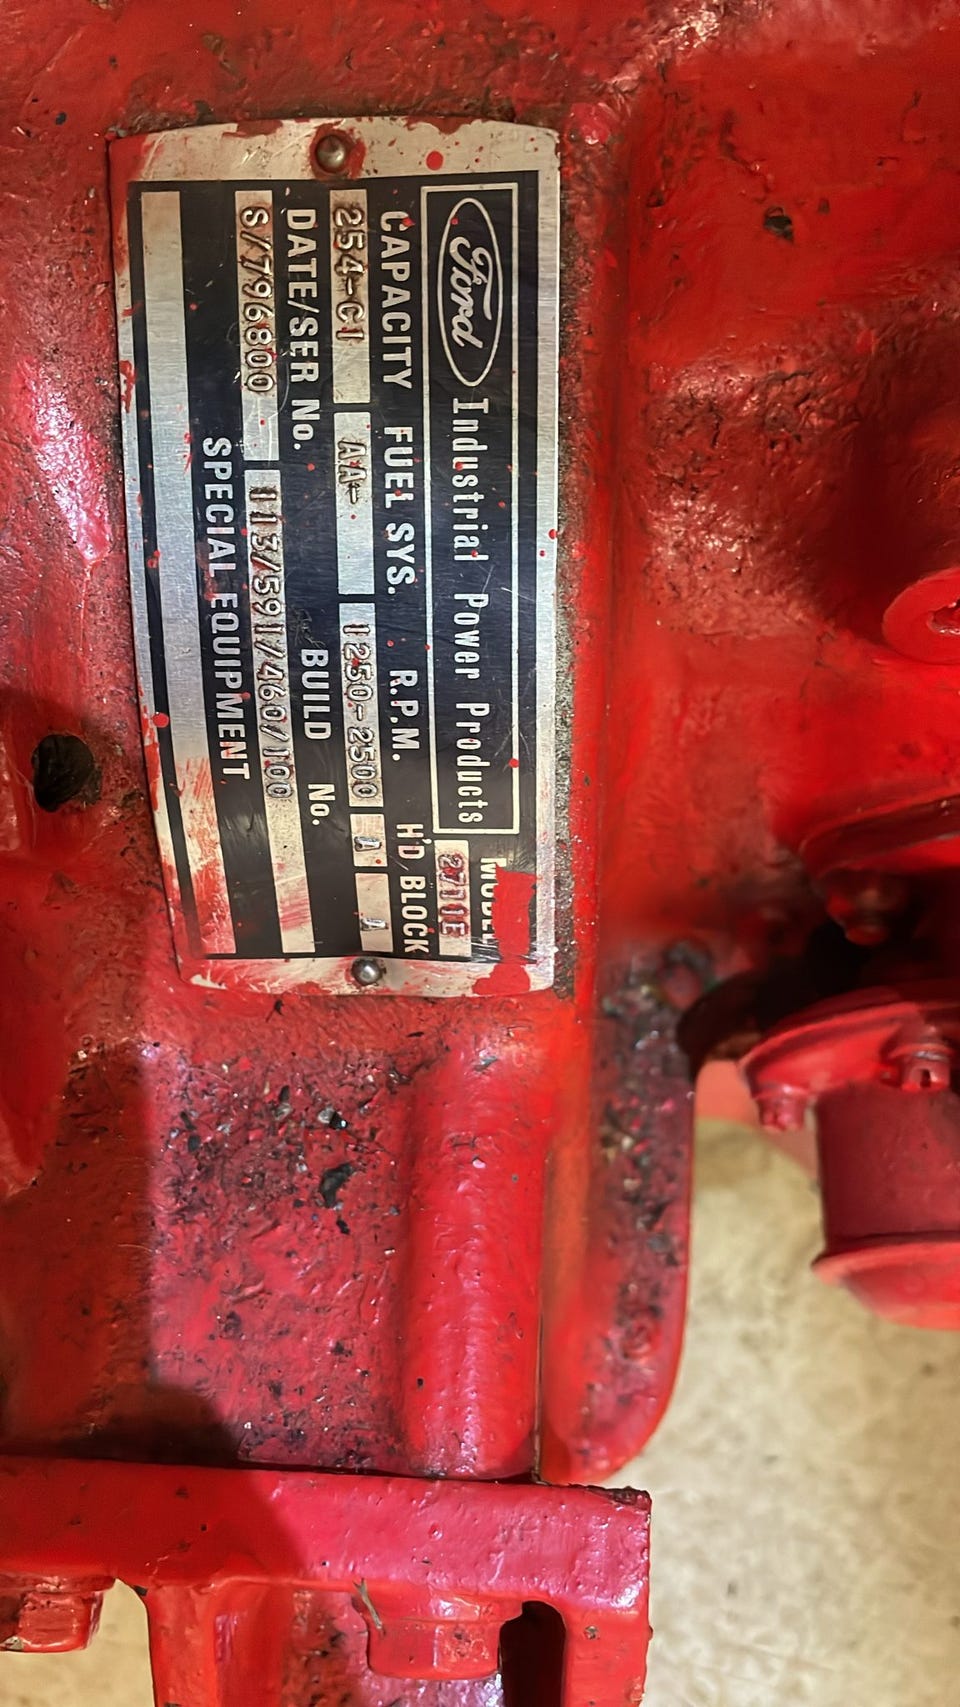 Ford Industrial Power Products MODEL
2711E
CAPACITY FUEL SYS. R.P.M. H'D BLOCK
254-CI AA- 1250-2500 A A
DATE/SER No. BUILD No.
S/796800 113/591/460/100
SPECIAL EQUIPMENT